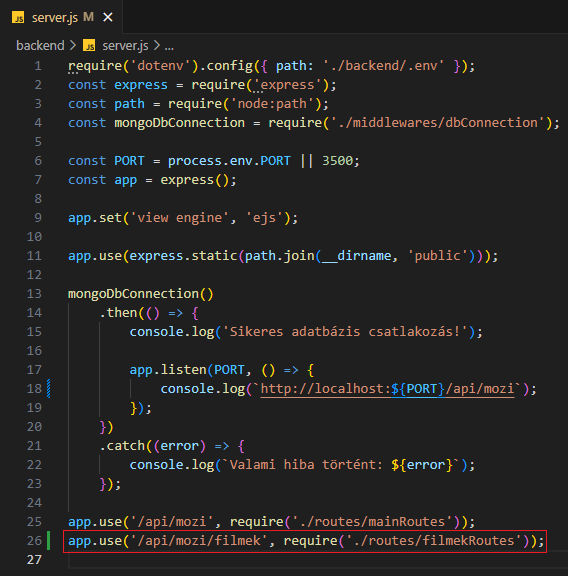 JS server.js M X
backend > JS server.js > ...
1 require('dotenv').config({ path: './backend/.env' });
2 const express = require('express');
3 const path = require('node:path');
4 const mongoDbConnection = require('./middlewares/dbConnection');
5
6 const PORT = process.env.PORT || 3500;
7 const app = express();
8
9 app.set('view engine', 'ejs');
10
11 app.use(express.static(path.join(__dirname, 'public')));
12
13 mongoDbConnection()
14     .then(() => {
15         console.log('Sikeres adatbázis csatlakozás!');
16
17         app.listen(PORT, () => {
18             console.log(`http://localhost:${PORT}/api/mozi`);
19         });
20     })
21     .catch((error) => {
22         console.log(`Valami hiba történt: ${error}`);
23     });
24
25 app.use('/api/mozi', require('./routes/mainRoutes'));
26 app.use('/api/mozi/filmek', require('./routes/filmekRoutes'));
27